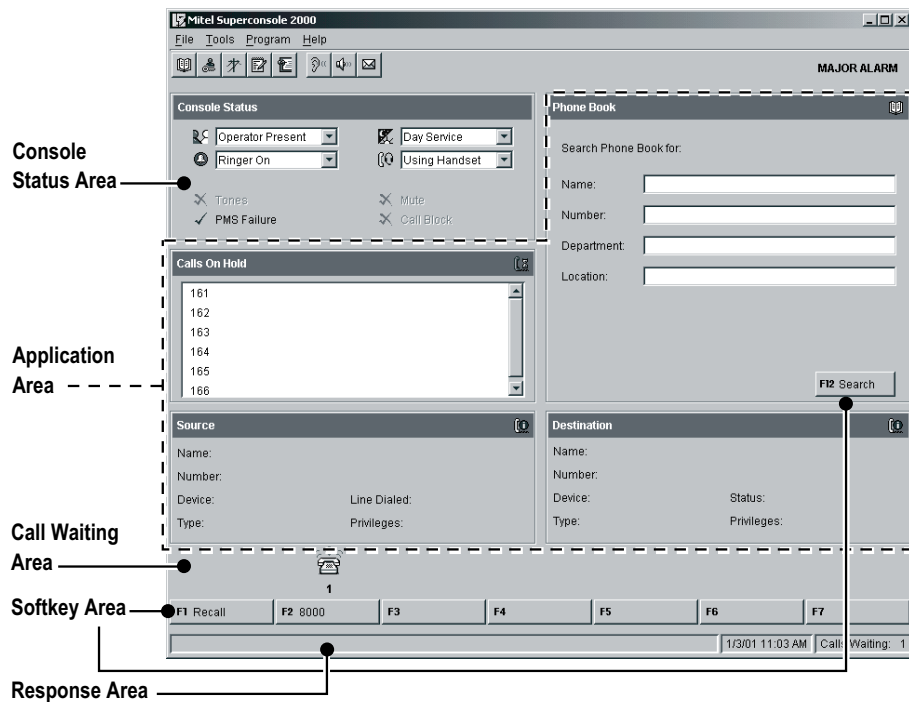 Mitel Superconsole 2000
File Tools Program Help
MAJOR ALARM
Console Status
Operator Present
Day Service
Ringer On
Using Handset
Tones
Mute
PMS Failure
Call Block
Phone Book
Search Phone Book for:
Name:
Number:
Department:
Location:
F12 Search
Calls On Hold
161
162
163
164
165
166
Source
Name:
Number:
Device: Line Dialed:
Type: Privileges:
Destination
Name:
Number:
Device: Status:
Type: Privileges:
1
F1 Recall F2 8000 F3 F4 F5 F6 F7
1/3/01 11:03 AM Calls Waiting: 1
Console
Status Area
Application
Area
Call Waiting
Area
Softkey Area
Response Area